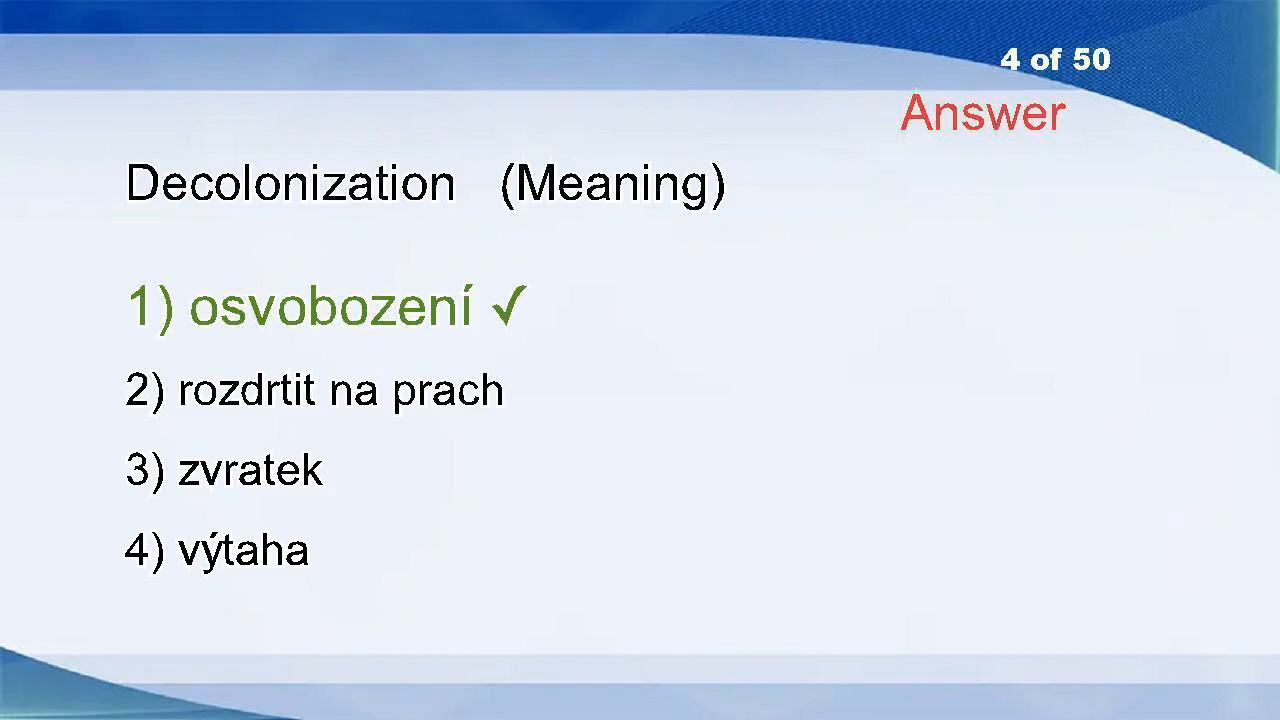 4 of 50
Answer
Decolonization (Meaning)
1) osvobození ✓
2) rozdrtit na prach
3) zvratek
4) výtaha